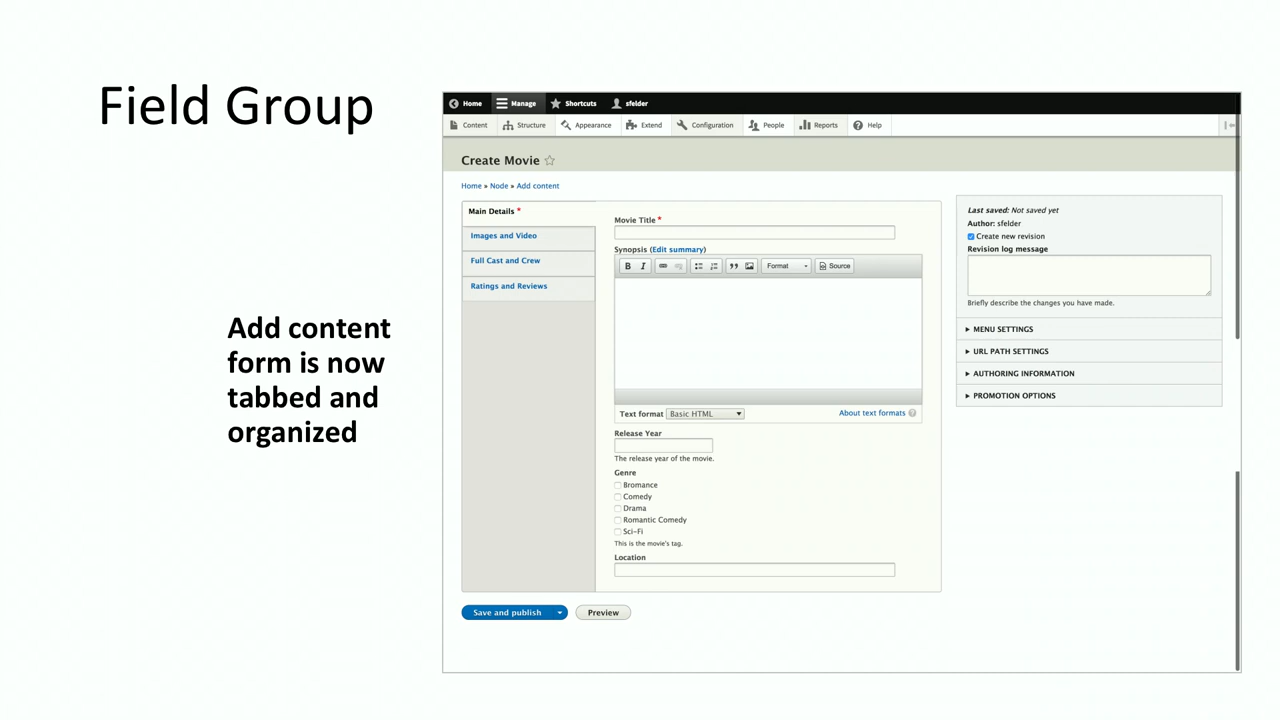 Field Group
Add content
form is now
tabbed and
organized
Home Manage Shortcuts sfelder
Content Structure Appearance Extend Configuration People Reports Help
Create Movie
Home » Node » Add content
Main Details *
Images and Video
Full Cast and Crew
Ratings and Reviews
Movie Title *
Synopsis (Edit summary)
B I Format Source
Text format Basic HTML About text formats
Release Year
The release year of the movie.
Genre
Bromance
Comedy
Drama
Romantic Comedy
Sci-Fi
This is the movie's tag.
Location
Save and publish Preview
Last saved: Not saved yet
Author: sfelder
Create new revision
Revision log message
Briefly describe the changes you have made.
MENU SETTINGS
URL PATH SETTINGS
AUTHORING INFORMATION
PROMOTION OPTIONS